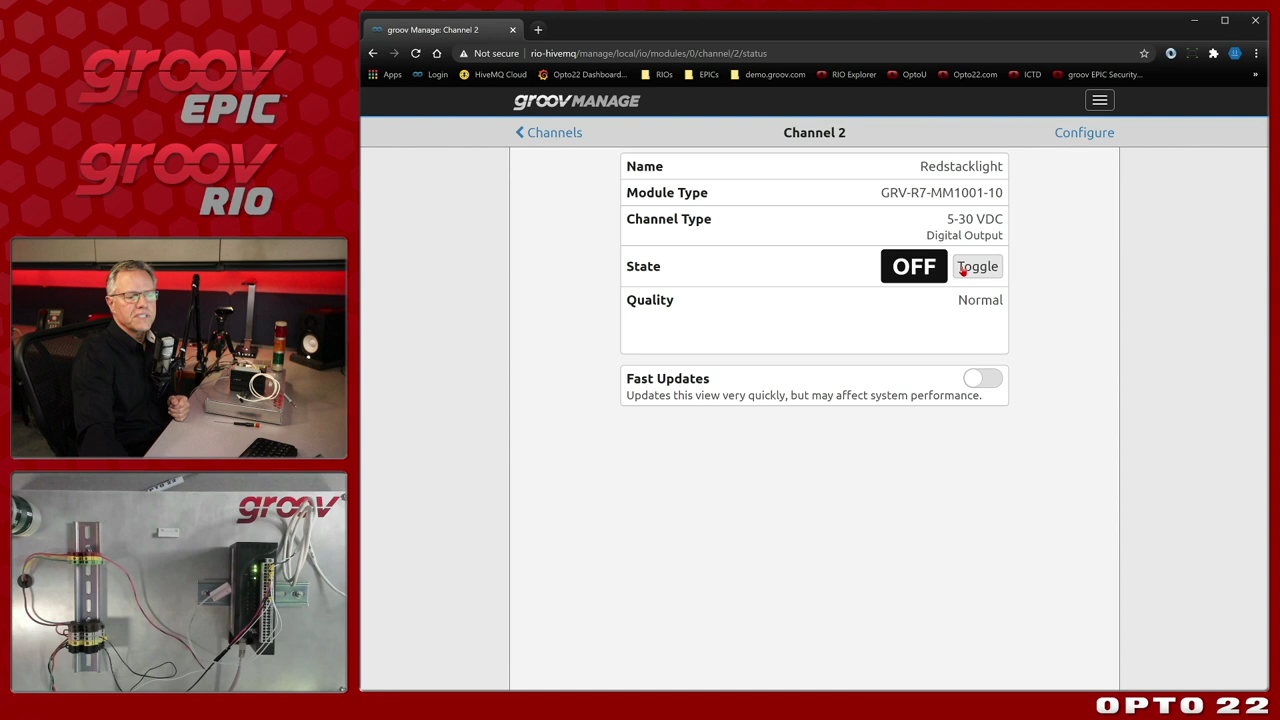 groov
EPIC™
groov
RIO
groov
groov Manage: Channel 2
Not secure
rio-hivemq/manage/local/io/modules/0/channel/2/status
Apps
Login
HiveMQ Cloud
Opto22 Dashboard...
RIOs
EPICs
demo.groov.com
RIO Explorer
OptoU
Opto22.com
ICTD
groov EPIC Security...
»
groov MANAGE
Channels
Channel 2
Configure
Name Redstacklight
Module Type GRV-R7-MM1001-10
Channel Type 5-30 VDC
Digital Output
State OFF Toggle
Quality Normal
Fast Updates
Updates this view very quickly, but may affect system performance.
OPTO 22